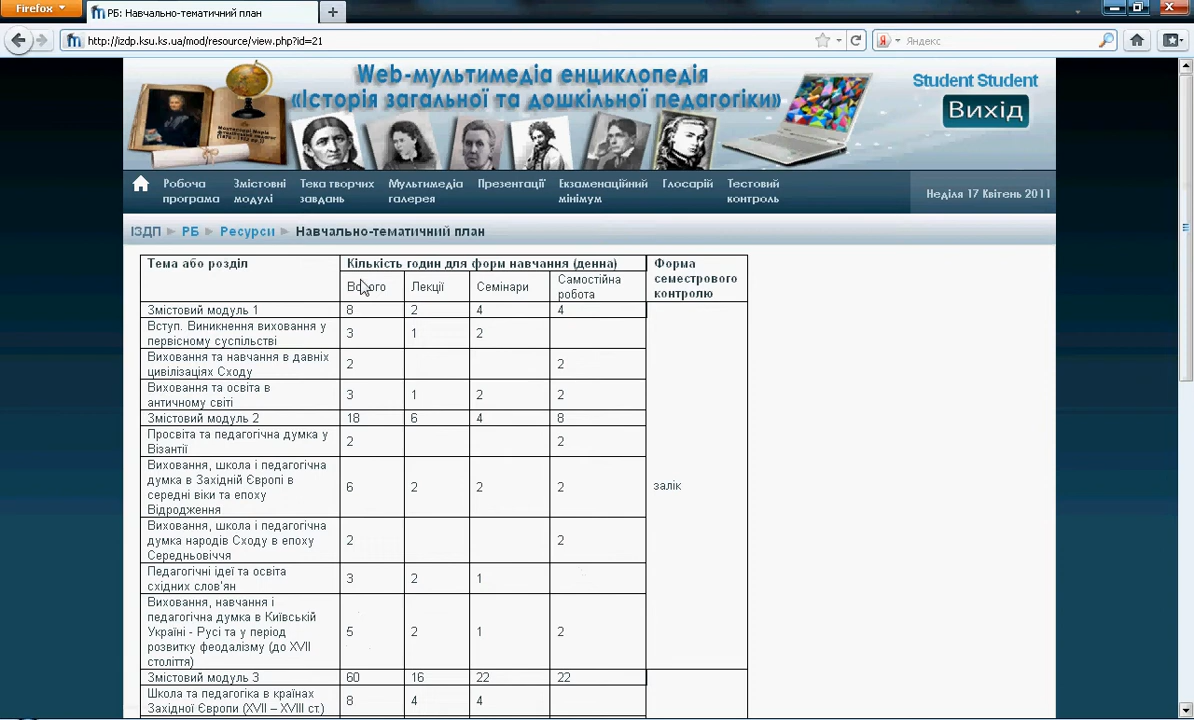 Firefox
РБ: Навчально-тематичний план
http://izdp.ksu.ks.ua/mod/resource/view.php?id=21
Яндекс
Web-мультимедіа енциклопедія
«Історія загальної та дошкільної педагогіки»
Student Student
Вихід
Робоча програма
Змістовні модулі
Тека творчих завдань
Мультимедіа галерея
Презентації
Екзаменаційний мінімум
Глосарій
Тестовий контроль
Неділя 17 Квітень 2011
ІЗДП РБ Ресурси Навчально-тематичний план
Тема або розділ
Кількість годин для форм навчання (денна)
Форма
семестрового
контролю
Всього Лекції Семінари Самостійна
робота
Змістовий модуль 1 8 2 4 4
Вступ. Виникнення виховання у
первісному суспільстві 3 1 2
Виховання та навчання в давніх
цивілізаціях Сходу 2 2
Виховання та освіта в
античному світі 3 1 2 2
Змістовий модуль 2 18 6 4 8
Просвіта та педагогічна думка у
Візантії 2 2
Виховання, школа і педагогічна
думка в Західній Європі в
середні віки та епоху
Відродження 6 2 2 2
залік
Виховання, школа і педагогічна
думка народів Сходу в епоху
Середньовіччя 2 2
Педагогічні ідеї та освіта
східних слов'ян 3 2 1
Виховання, навчання і
педагогічна думка в Київській
Україні - Русі та у період
розвитку феодалізму (до XVII
століття) 5 2 1 2
Змістовий модуль 3 60 16 22 22
Школа та педагогіка в країнах
Західної Європи (XVII – XVIII ст.) 8 4 4